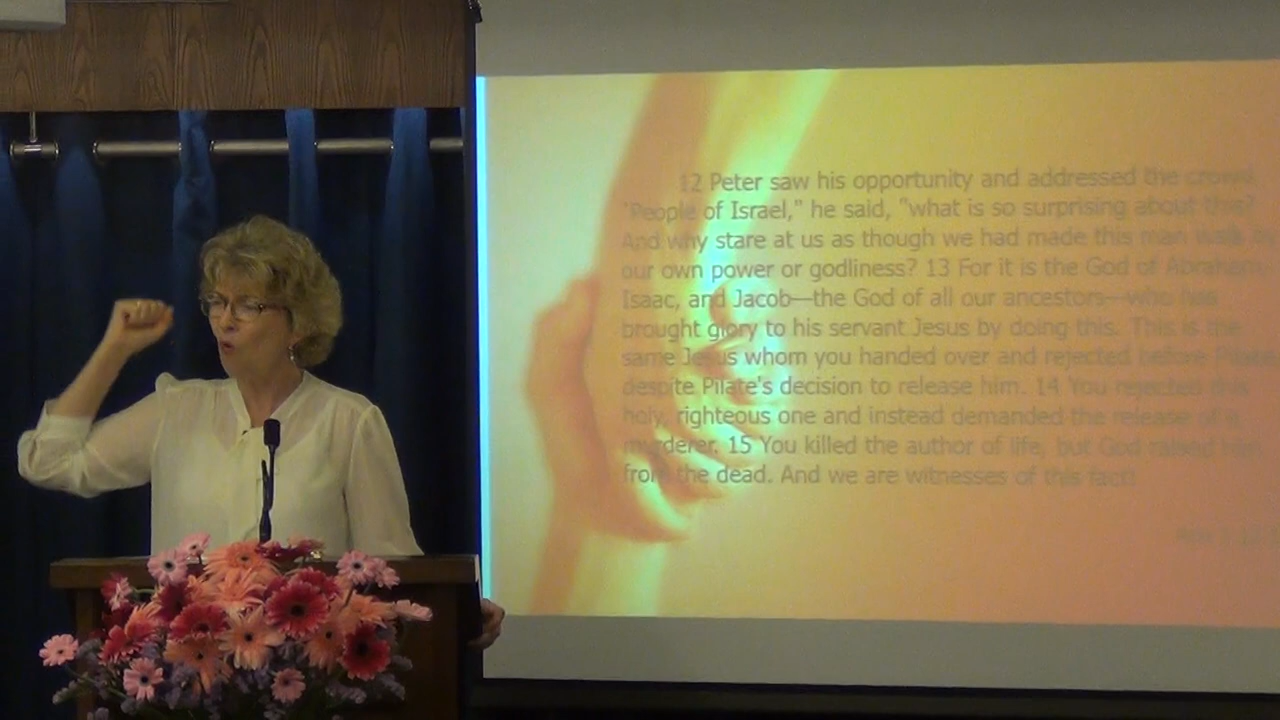 12 Peter saw his opportunity and addressed the crowd.
"People of Israel," he said, "what is so surprising about this?
And why stare at us as though we had made this man walk by
our own power or godliness? 13 For it is the God of Abraham,
Isaac, and Jacob—the God of all our ancestors—who has
brought glory to his servant Jesus by doing this. This is the
same Jesus whom you handed over and rejected before Pilate,
despite Pilate's decision to release him. 14 You rejected this
holy, righteous one and instead demanded the release of a
murderer. 15 You killed the author of life, but God raised him
from the dead. And we are witnesses of this fact!